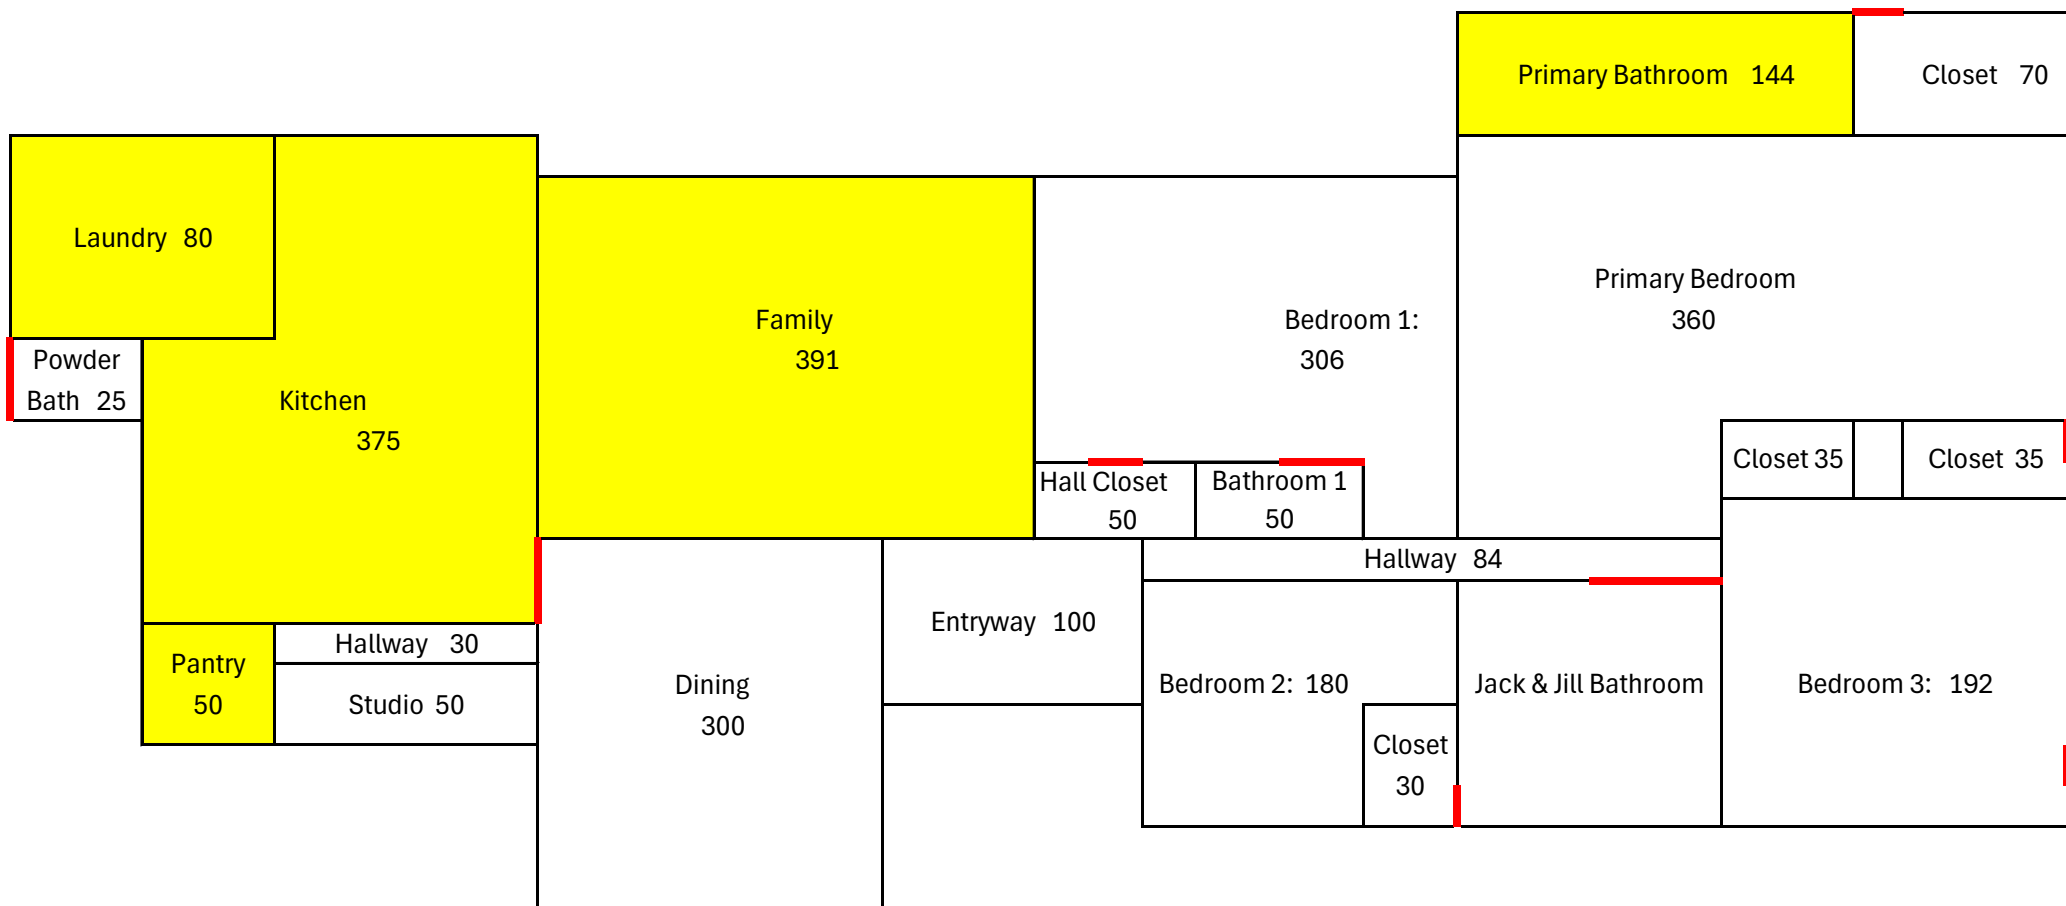 Primary Bathroom 144
Closet 70
Laundry 80
Primary Bedroom
360
Family
391
Bedroom 1:
306
Powder
Bath 25
Kitchen
375
Closet 35
Closet 35
Hall Closet
50
Bathroom 1
50
Hallway 84
Entryway 100
Hallway 30
Pantry
50
Studio 50
Dining
300
Bedroom 2: 180
Jack & Jill Bathroom
Bedroom 3: 192
Closet
30